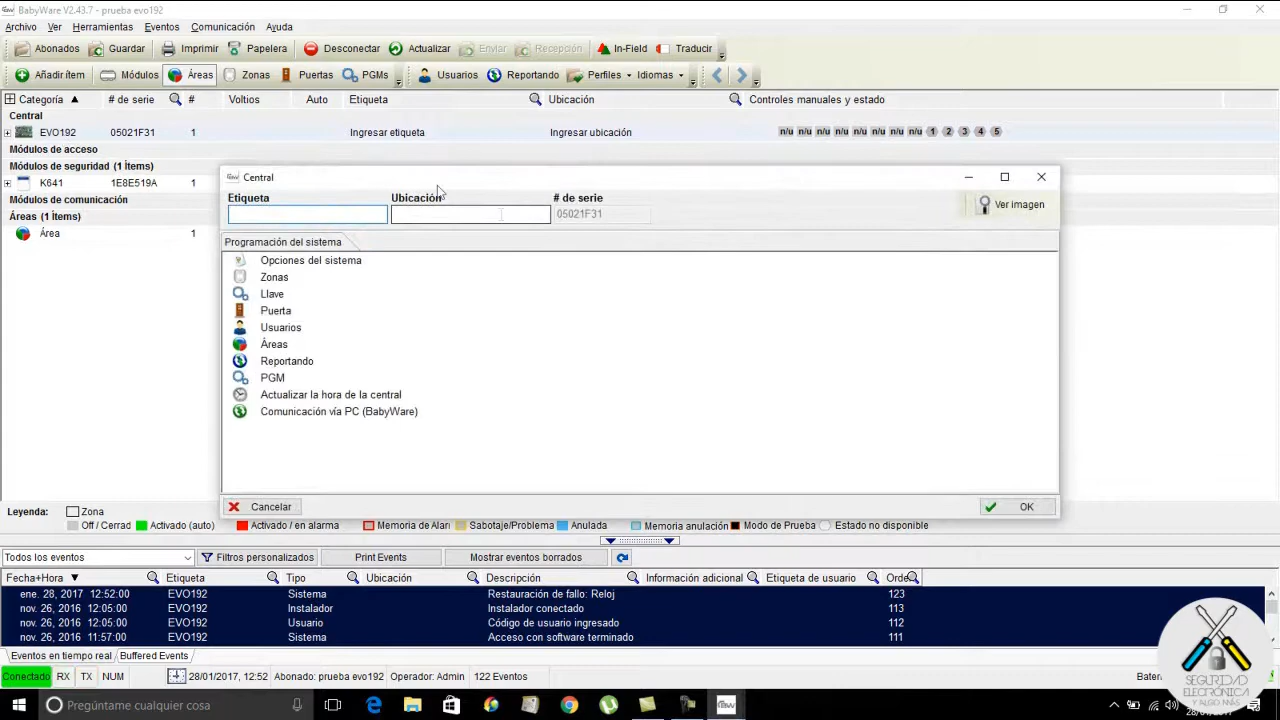 BabyWare V2.43.7 - prueba evo192
Archivo Ver Herramientas Eventos Comunicación Ayuda
Abonados Guardar Imprimir Papelera Desconectar Actualizar Enviar Recepción In-Field Traducir
Añadir ítem Módulos Áreas Zonas Puertas PGMs Usuarios Reportando Perfiles Idiomas
Categoría # de serie # Voltios Auto Etiqueta Ubicación Controles manuales y estado
Central
EVO192 05021F31 1 Ingresar etiqueta Ingresar ubicación n/u n/u n/u n/u n/u n/u n/u n/u 1 2 3 4 5
Módulos de acceso
Módulos de seguridad (1 Ítems)
K641 1E8E519A 1
Módulos de comunicación
Áreas (1 Ítems)
Área 1
Central
Etiqueta Ubicación # de serie
05021F31
Ver imagen
Programación del sistema
Opciones del sistema
Zonas
Llave
Puerta
Usuarios
Áreas
Reportando
PGM
Actualizar la hora de la central
Comunicación vía PC (BabyWare)
Cancelar OK
Leyenda: Zona
Off / Cerrad Activado (auto) Activado / en alarma Memoria de Alari Sabotaje/Problema Anulada Memoria anulación Modo de Prueba Estado no disponible
Todos los eventos Filtros personalizados Print Events Mostrar eventos borrados
Fecha+Hora Etiqueta Tipo Ubicación Descripción Información adicional Etiqueta de usuario Orde
ene. 28, 2017 12:52:00 EVO192 Sistema Restauración de fallo: Reloj 123
nov. 26, 2016 12:05:00 EVO192 Instalador Instalador conectado 113
nov. 26, 2016 12:05:00 EVO192 Usuario Código de usuario ingresado 112
nov. 26, 2016 11:57:00 EVO192 Sistema Acceso con software terminado 111
Eventos en tiempo real Buffered Events
Conectado RX TX NUM 28/01/2017, 12:52 Abonado: prueba evo192 Operador: Admin 122 Eventos Bater
Pregúntame cualquier cosa
SEGURIDAD
ELECTRÓNICA
Y ALGO MÁS